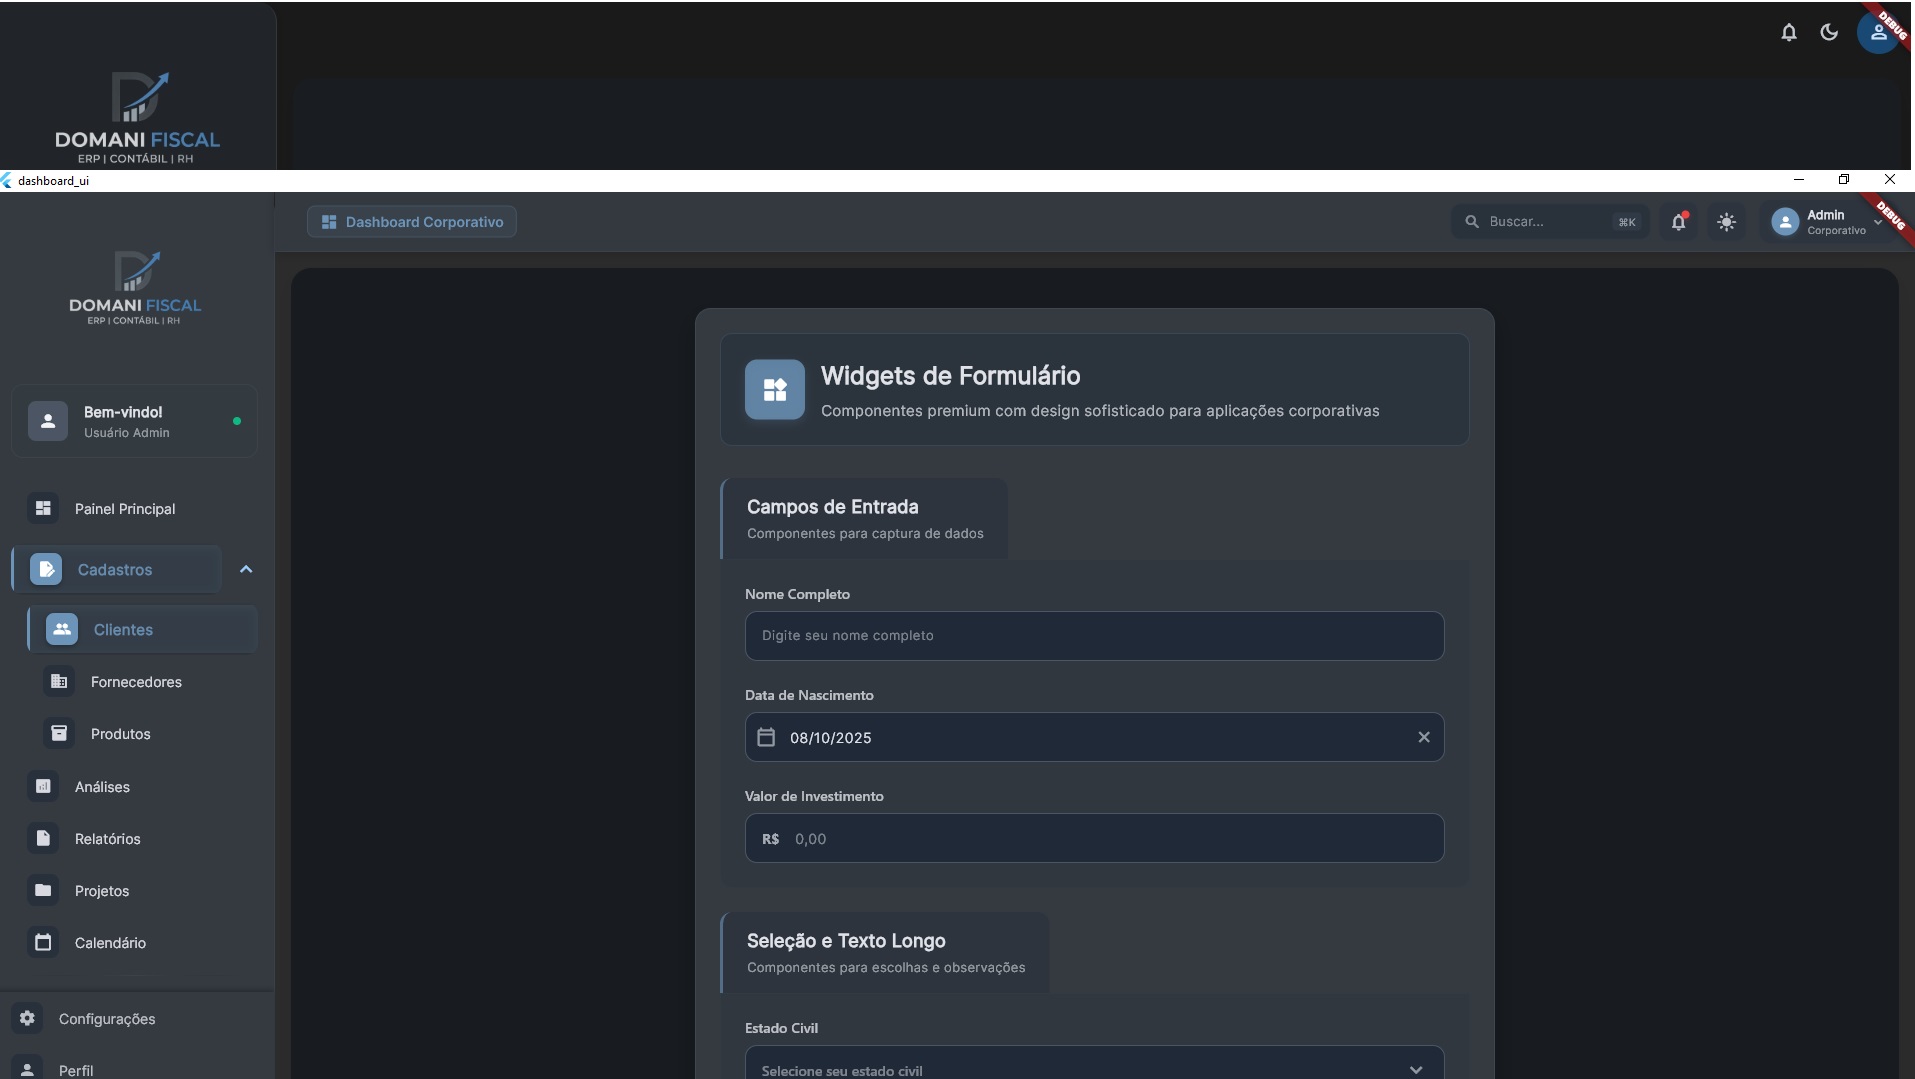 DEBUG
DOMANI FISCAL
ERP | CONTÁBIL | RH
dashboard_ui
Dashboard Corporativo
Buscar...
⌘K
Admin
Corporativo
DEBUG
DOMANI FISCAL
ERP | CONTÁBIL | RH
Bem-vindo!
Usuário Admin
Painel Principal
Cadastros
Clientes
Fornecedores
Produtos
Análises
Relatórios
Projetos
Calendário
Configurações
Perfil
Widgets de Formulário
Componentes premium com design sofisticado para aplicações corporativas
Campos de Entrada
Componentes para captura de dados
Nome Completo
Digite seu nome completo
Data de Nascimento
08/10/2025
Valor de Investimento
R$ 0,00
Seleção e Texto Longo
Componentes para escolhas e observações
Estado Civil
Selecione seu estado civil